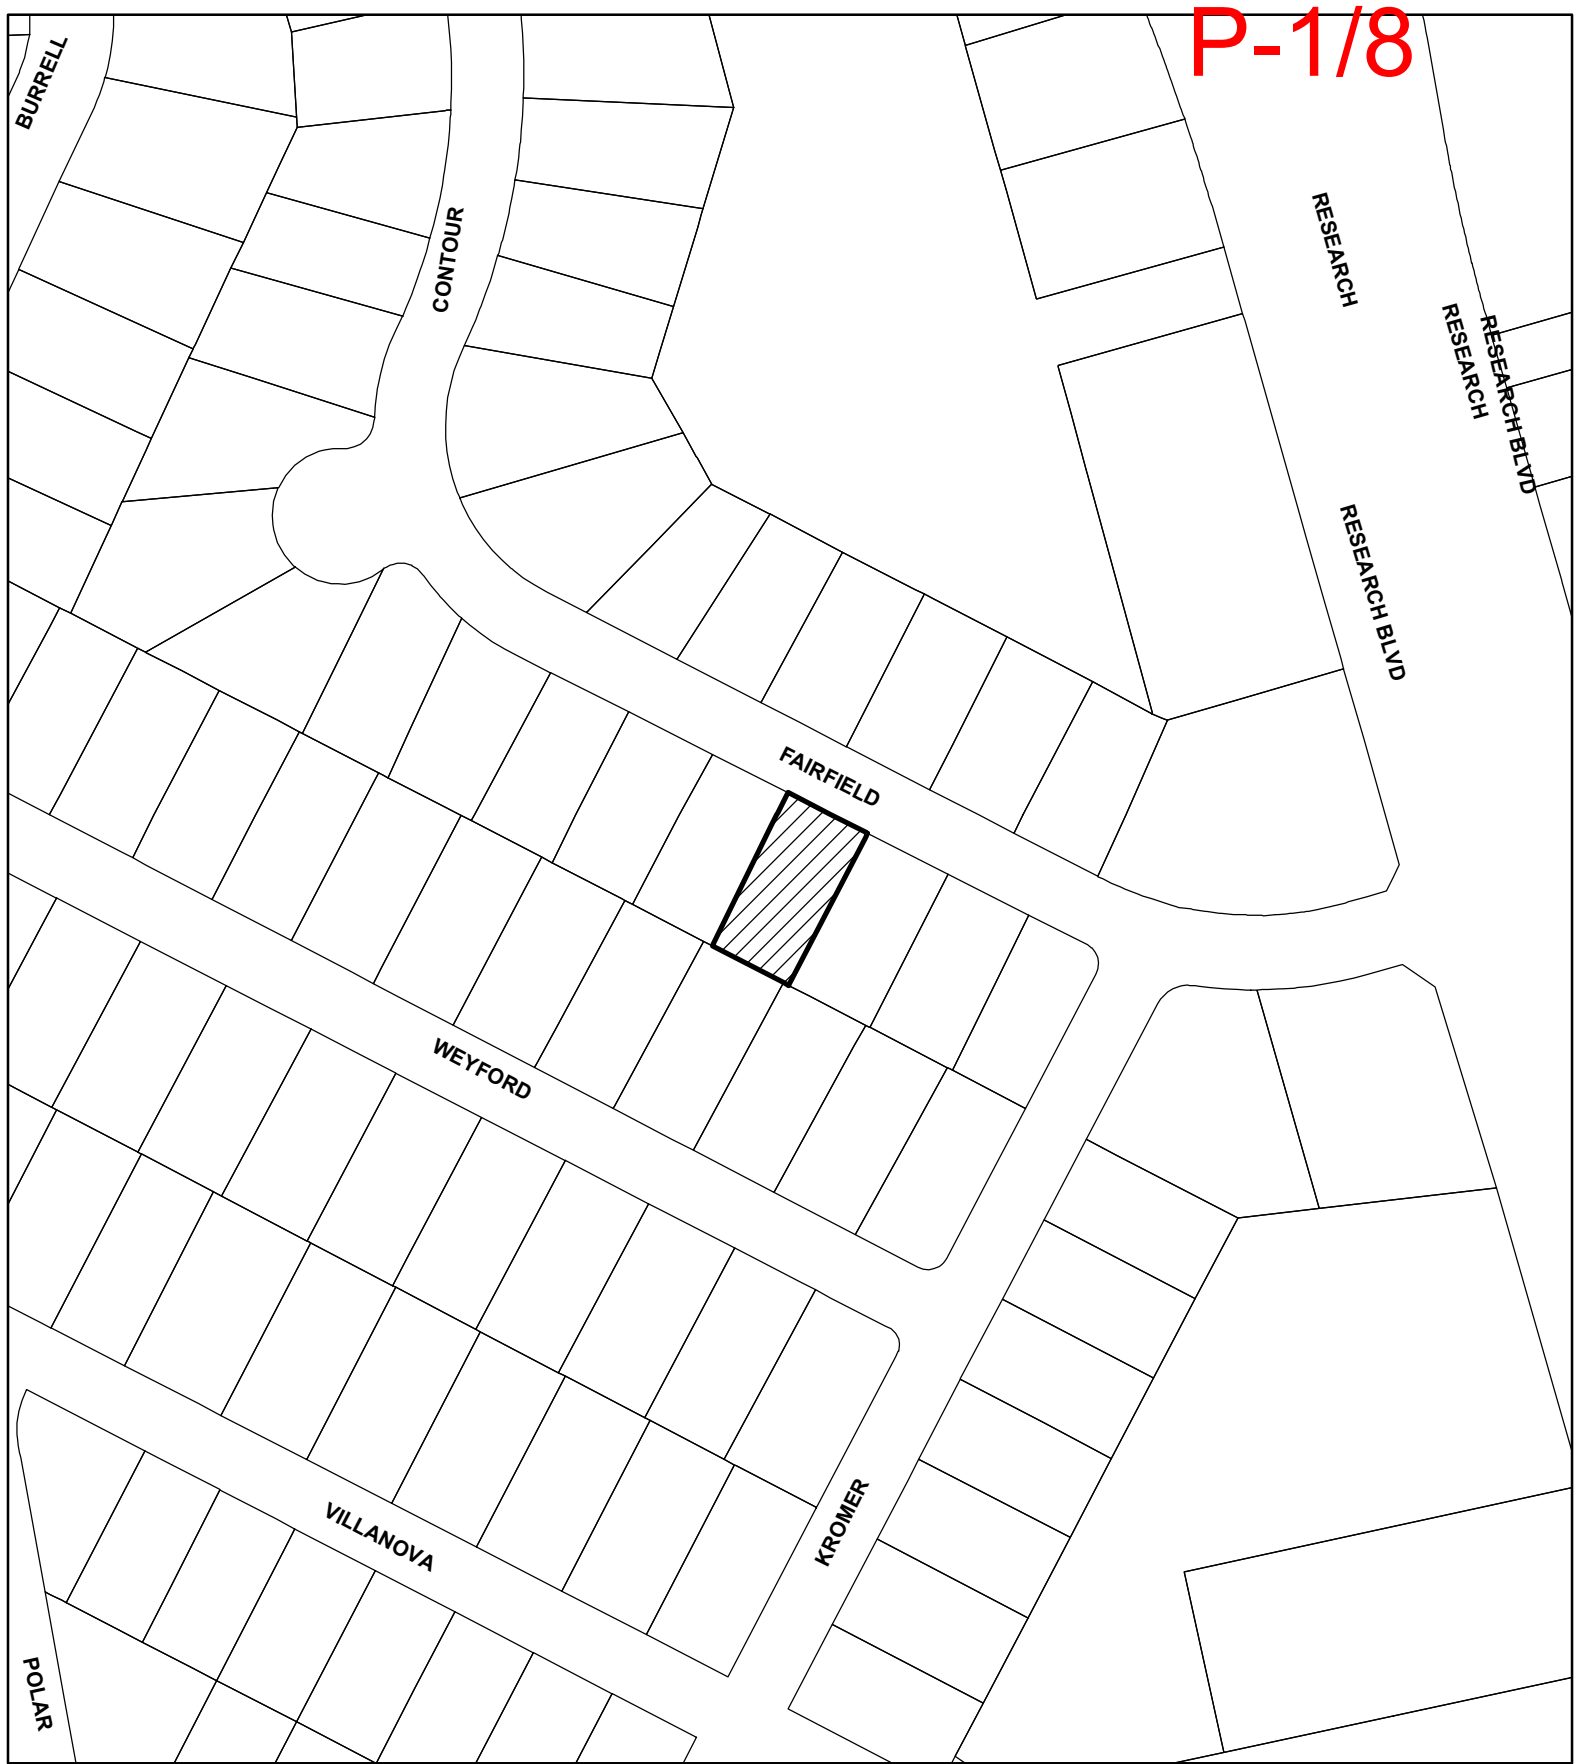 P-1/8
BURRELL
CONTOUR
RESEARCH
RESEARCH
RESEARCH BLVD
RESEARCH BLVD
FAIRFIELD
WEYFORD
VILLANOVA
KROMER
POLAR